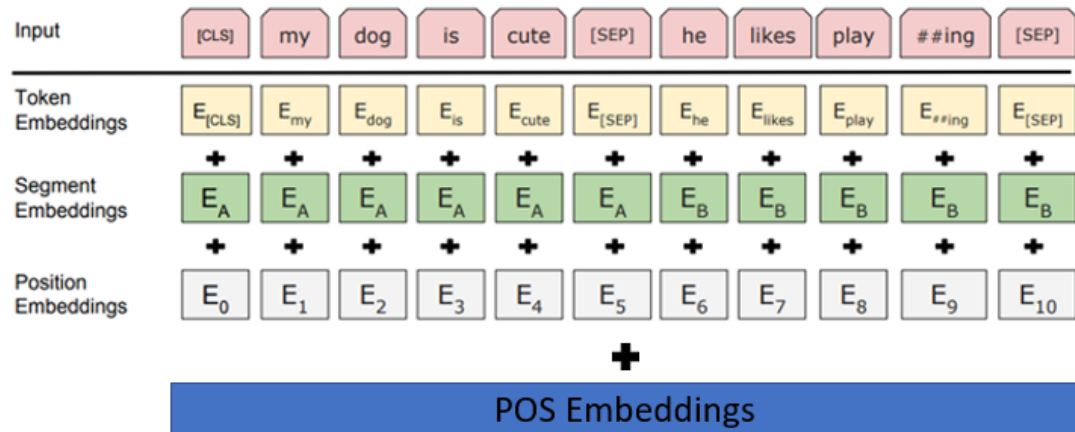 Input [CLS] my dog is cute [SEP] he likes play ##ing [SEP]
Token
Embeddings
E[CLS] Emy Edog Eis Ecute E[SEP] Ehe Elikes Eplay E##ing E[SEP]
+ + + + + + + + + + +
Segment
Embeddings
EA EA EA EA EA EA EB EB EB EB EB
+ + + + + + + + + + +
Position
Embeddings
E0 E1 E2 E3 E4 E5 E6 E7 E8 E9 E10
+
POS Embeddings